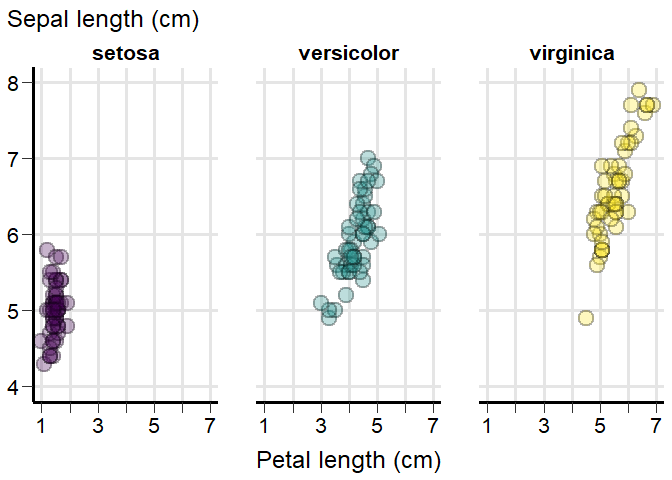 Sepal length (cm)
setosa versicolor virginica
8
7
6
5
4
1 3 5 7 1 3 5 7 1 3 5 7
Petal length (cm)